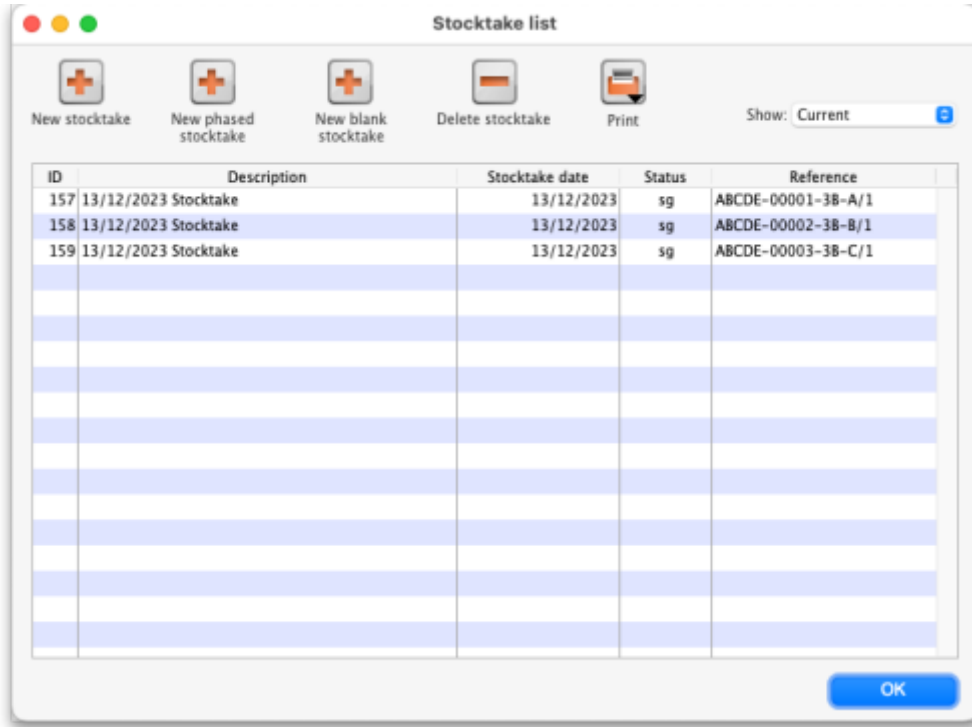 Stocktake list
New stocktake
New phased
stocktake
New blank
stocktake
Delete stocktake
Print
Show: Current
ID Description Stocktake date Status Reference
157 13/12/2023 Stocktake 13/12/2023 sg ABCDE-00001-3B-A/1
158 13/12/2023 Stocktake 13/12/2023 sg ABCDE-00002-3B-B/1
159 13/12/2023 Stocktake 13/12/2023 sg ABCDE-00003-3B-C/1
OK